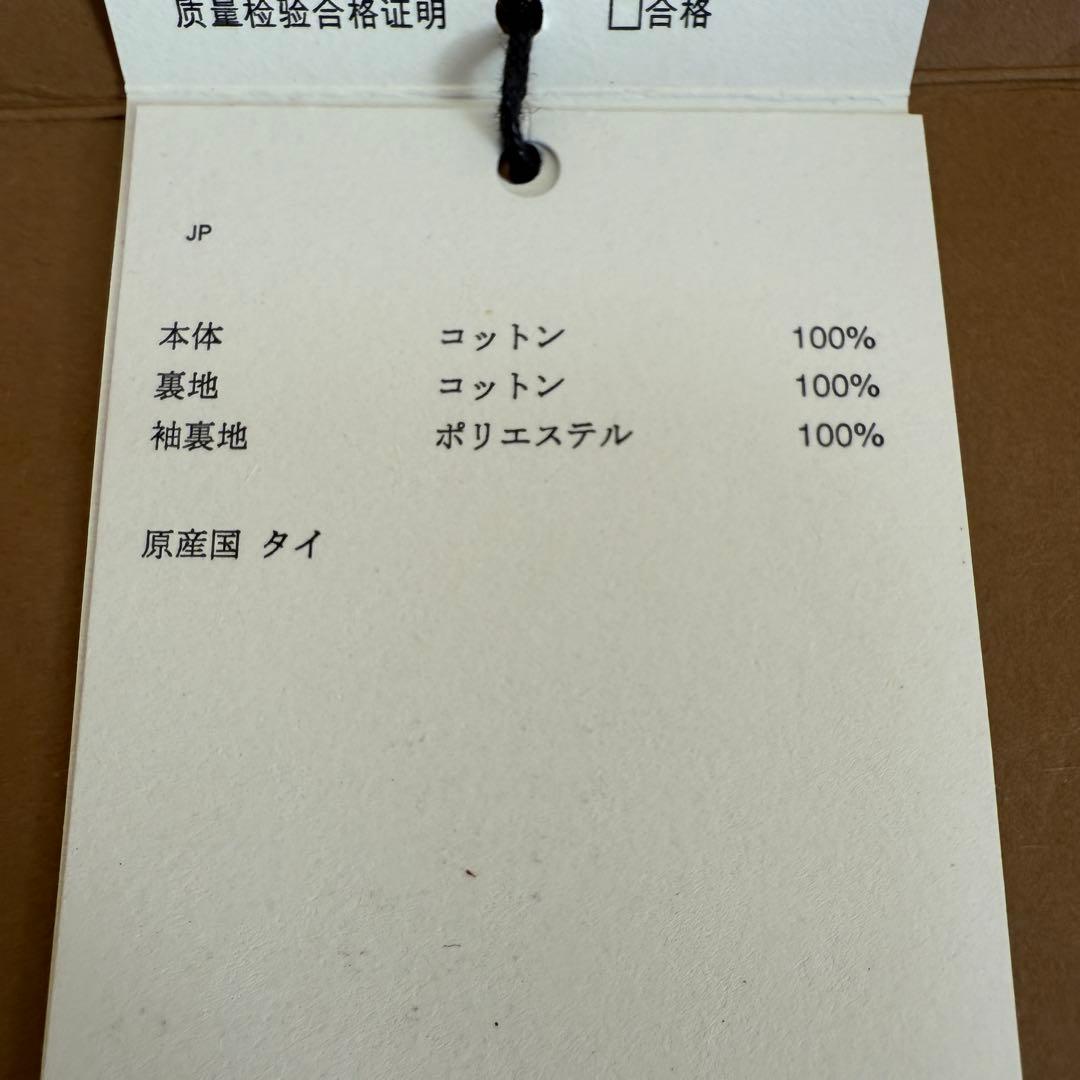 质量检验合格证明 □合格
JP
本体 コットン 100%
裏地 コットン 100%
袖裏地 ポリエステル 100%
原産国 タイ